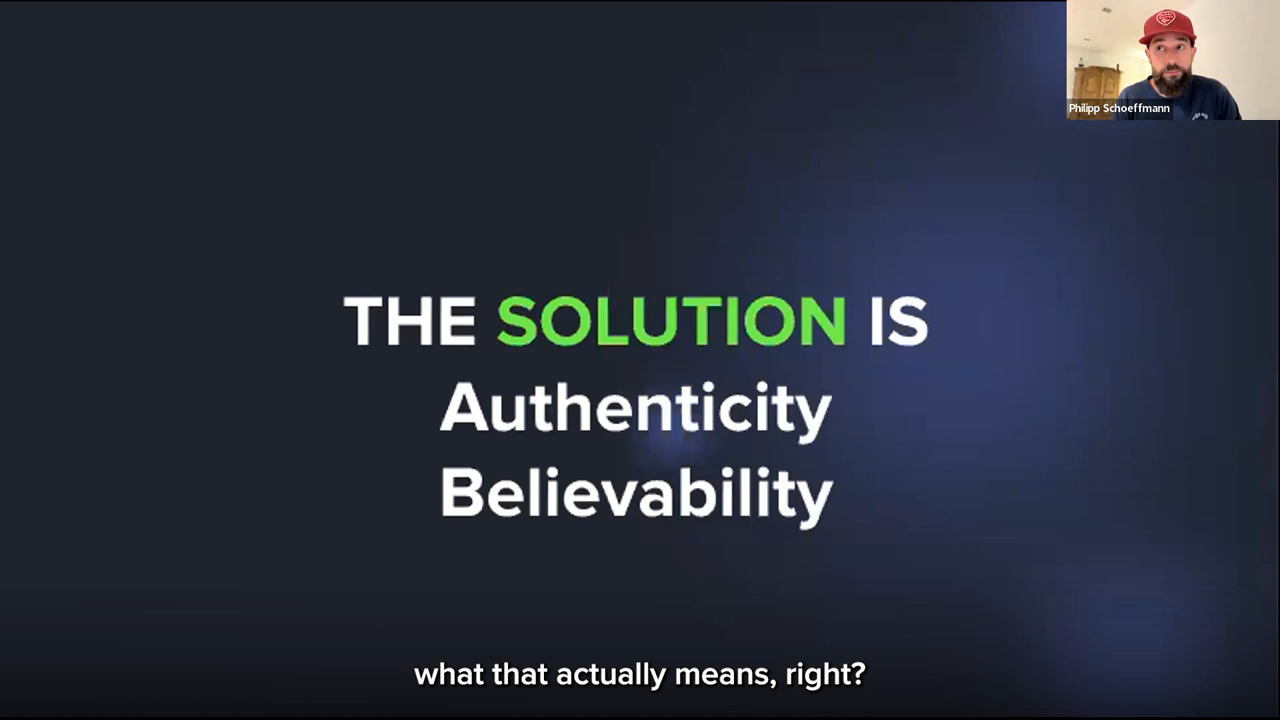 Philipp Schoeffmann
THE SOLUTION IS
Authenticity
Believability
what that actually means, right?